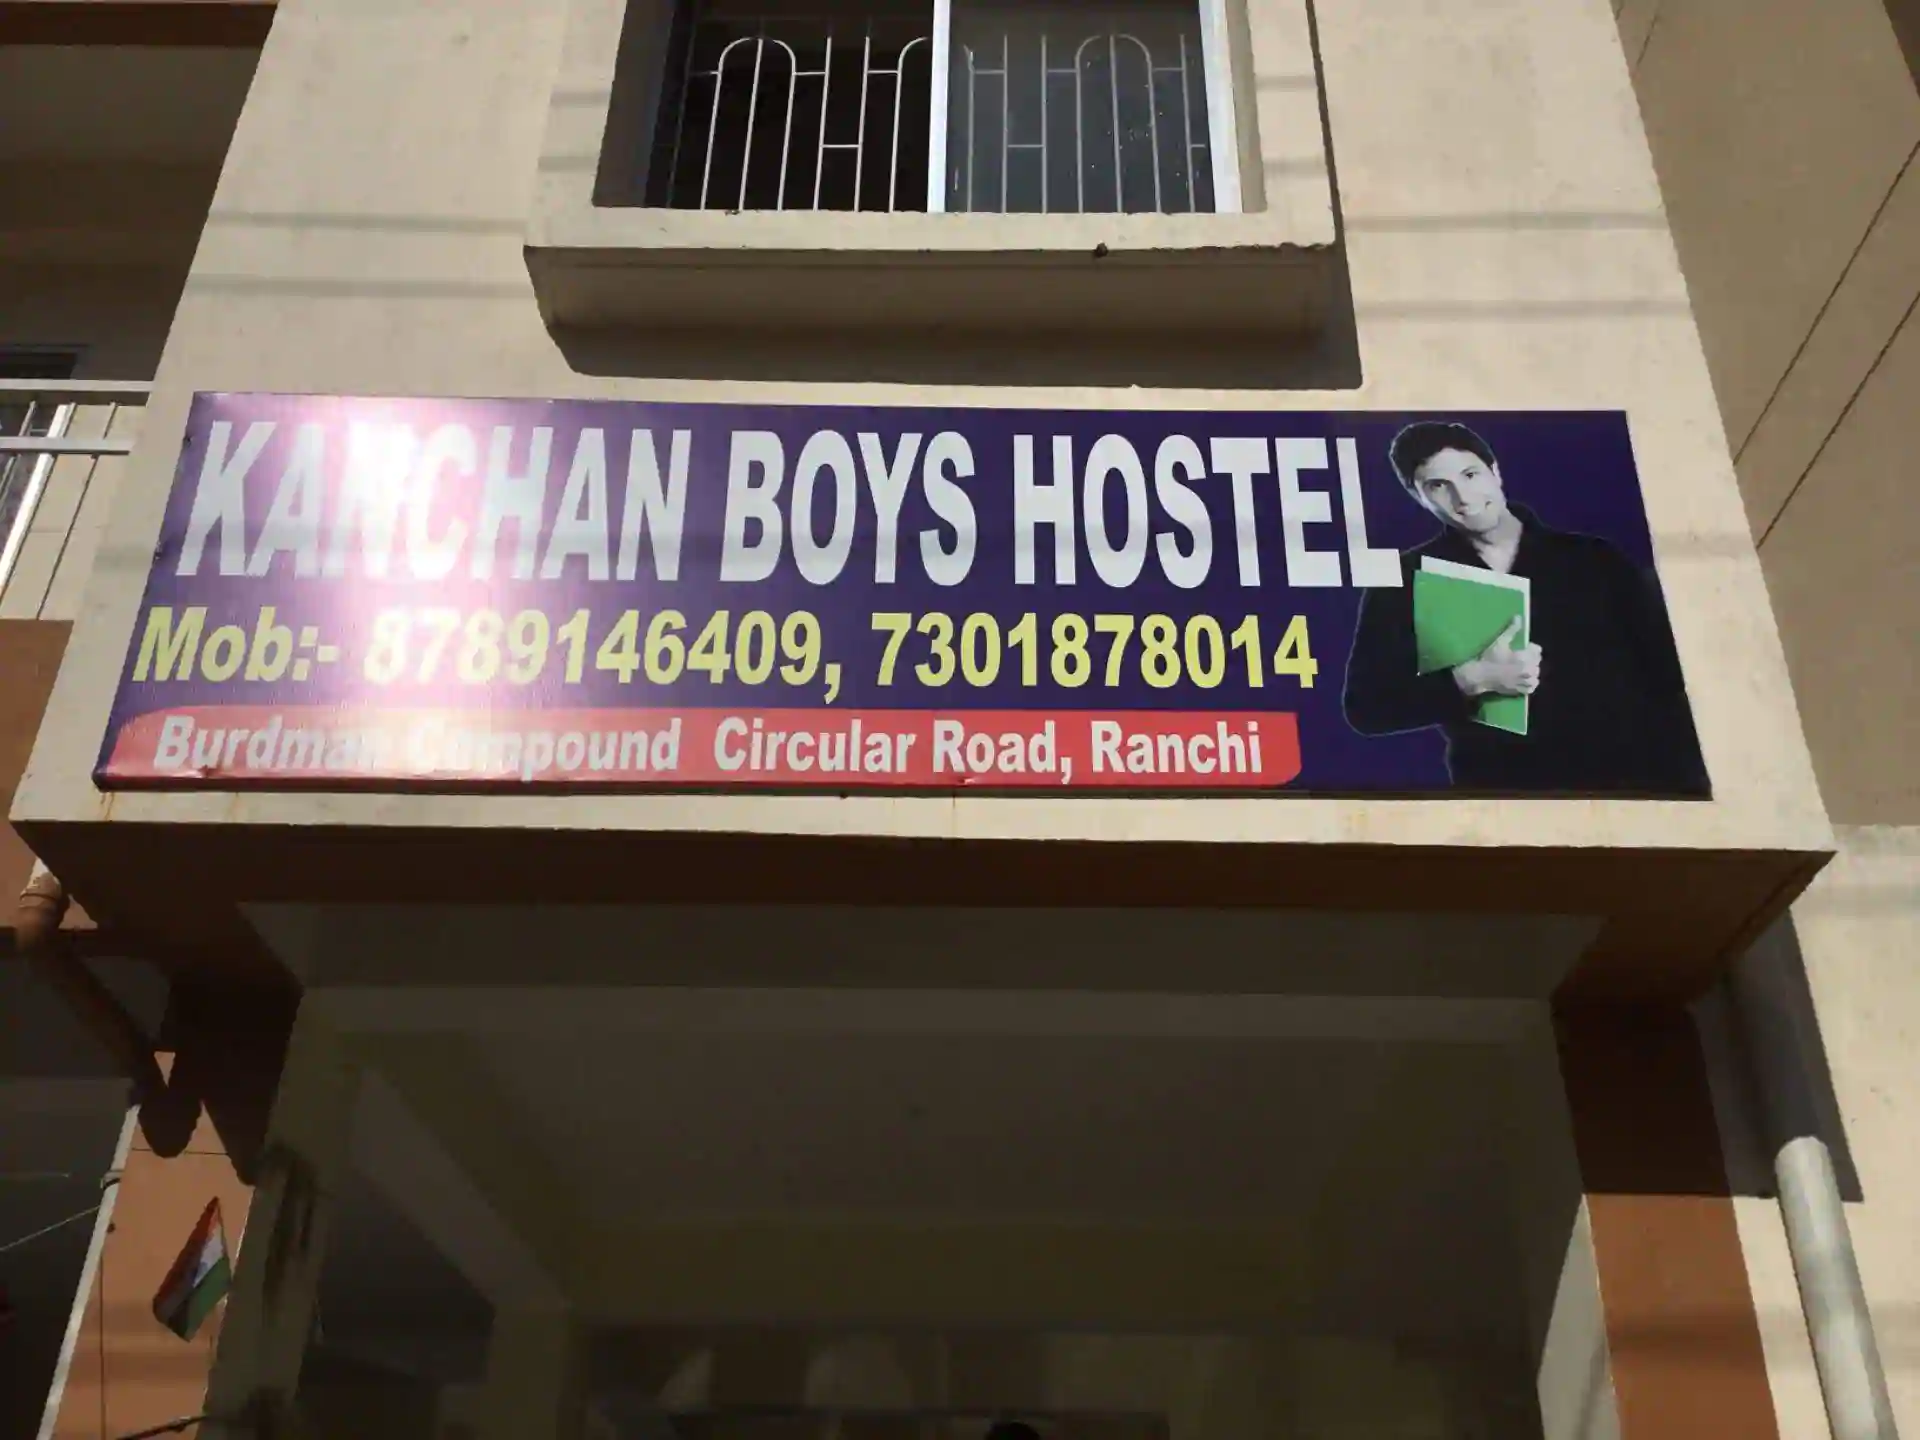 KANCHAN BOYS HOSTEL
Mob:- 8789146409, 7301878014
Burdman Compound Circular Road, Ranchi